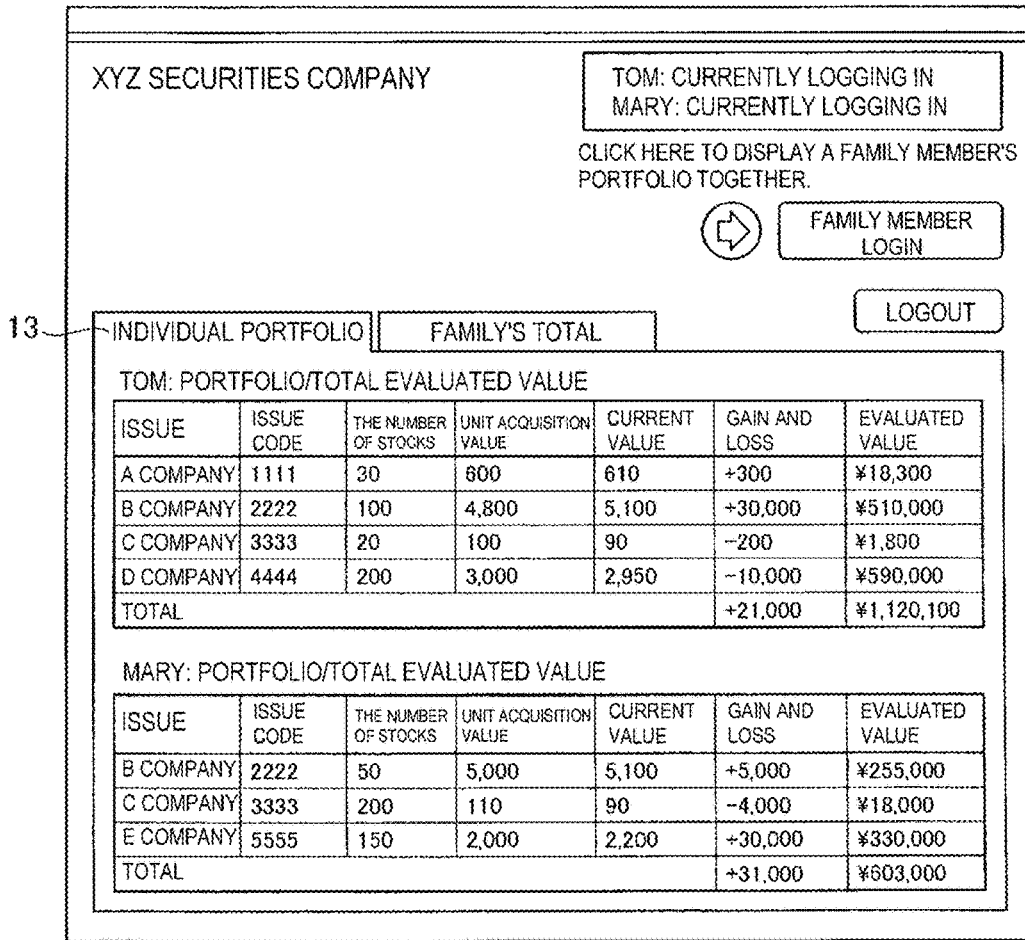 XYZ SECURITIES COMPANY
TOM: CURRENTLY LOGGING IN
MARY: CURRENTLY LOGGING IN
CLICK HERE TO DISPLAY A FAMILY MEMBER'S
PORTFOLIO TOGETHER.
FAMILY MEMBER
LOGIN
LOGOUT
13
INDIVIDUAL PORTFOLIO FAMILY'S TOTAL
TOM: PORTFOLIO/TOTAL EVALUATED VALUE
ISSUE ISSUE CODE THE NUMBER OF STOCKS UNIT ACQUISITION VALUE CURRENT VALUE GAIN AND LOSS EVALUATED VALUE
A COMPANY 1111 30 600 610 +300 ¥18,300
B COMPANY 2222 100 4,800 5,100 +30,000 ¥510,000
C COMPANY 3333 20 100 90 −200 ¥1,800
D COMPANY 4444 200 3,000 2,950 −10,000 ¥590,000
TOTAL +21,000 ¥1,120,100
MARY: PORTFOLIO/TOTAL EVALUATED VALUE
ISSUE ISSUE CODE THE NUMBER OF STOCKS UNIT ACQUISITION VALUE CURRENT VALUE GAIN AND LOSS EVALUATED VALUE
B COMPANY 2222 50 5,000 5,100 +5,000 ¥255,000
C COMPANY 3333 200 110 90 −4,000 ¥18,000
E COMPANY 5555 150 2,000 2,200 +30,000 ¥330,000
TOTAL +31,000 ¥603,000